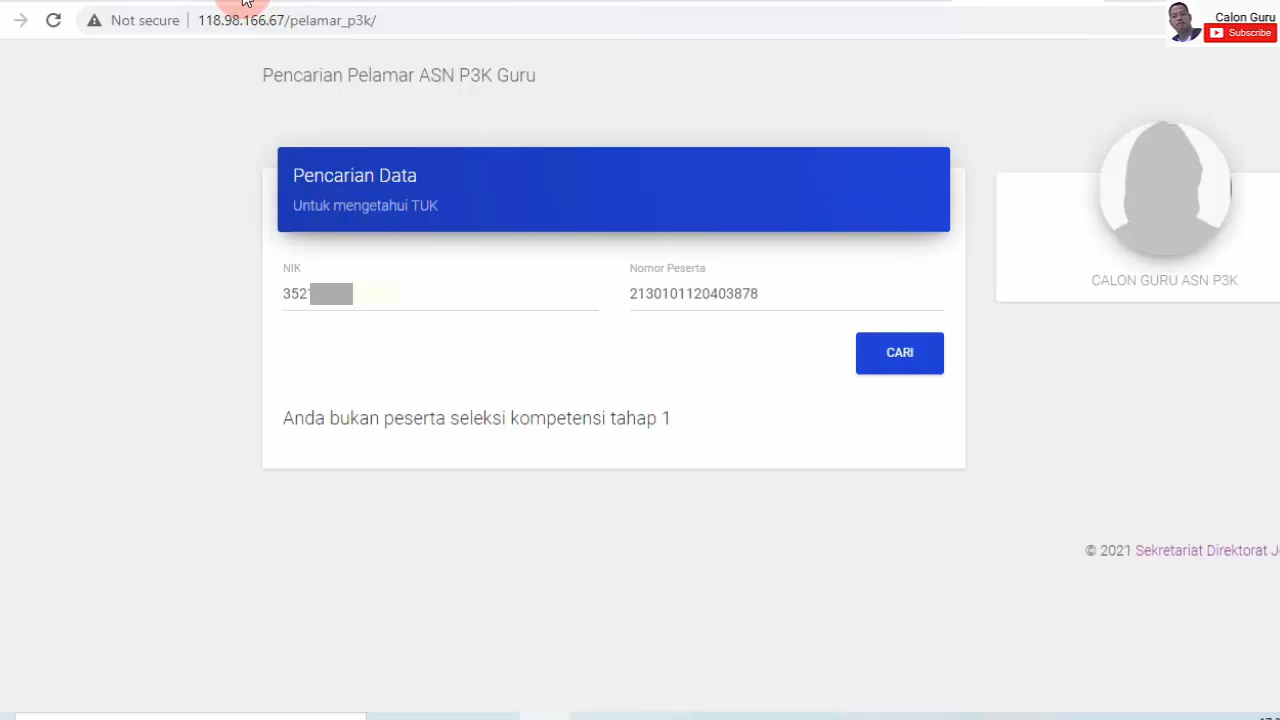 Not secure
118.98.166.67/pelamar_p3k/
Calon Guru
Subscribe
Pencarian Pelamar ASN P3K Guru
Pencarian Data
Untuk mengetahui TUK
NIK
Nomor Peserta
352
2130101120403878
CALON GURU ASN P3K
CARI
Anda bukan peserta seleksi kompetensi tahap 1
© 2021 Sekretariat Direktorat J